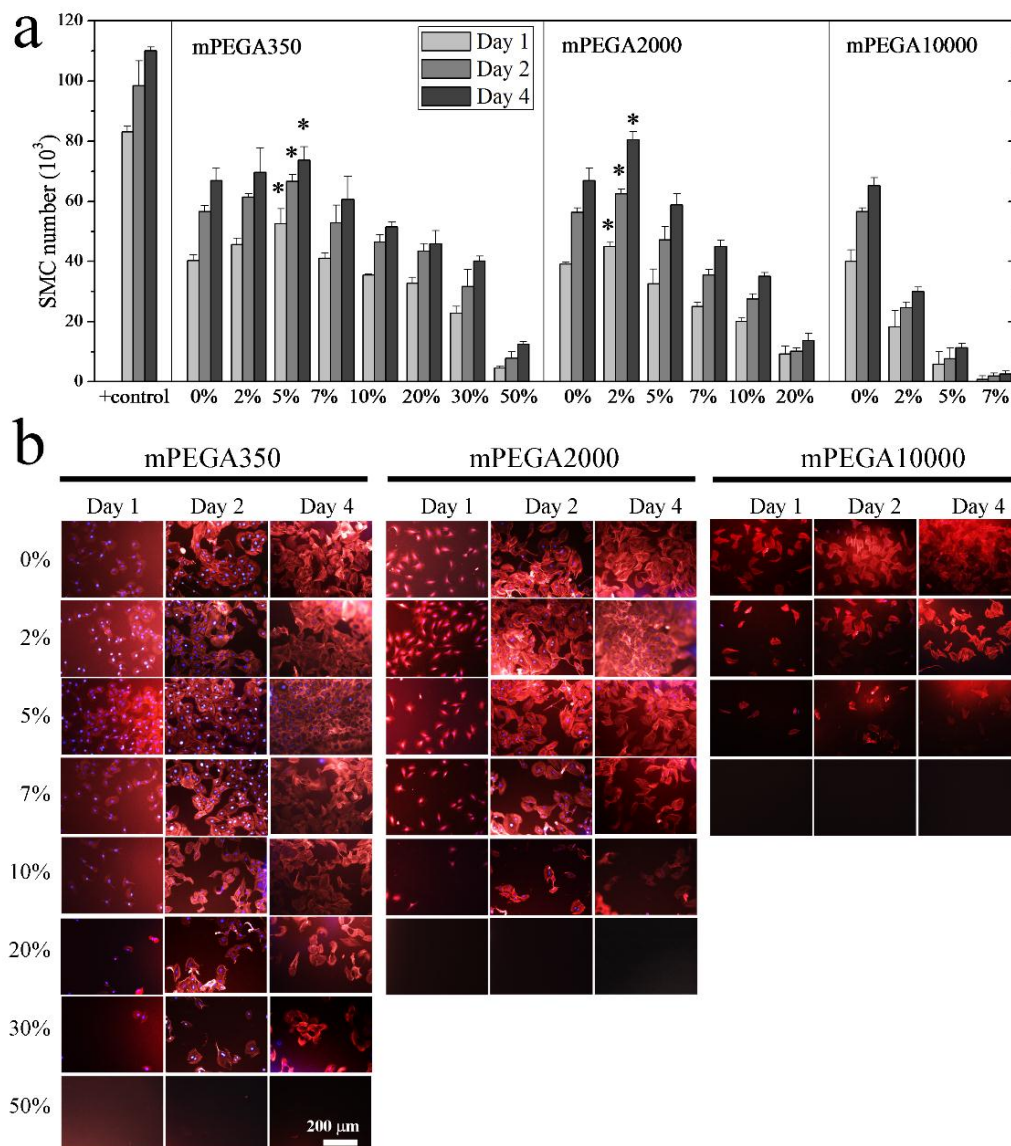 a
120
100
80
60
40
20
0
SMC number (10³)
mPEGA350
mPEGA2000
mPEGA10000
Day 1
Day 2
Day 4
* * *
* * *
+control 0% 2% 5% 7% 10% 20% 30% 50% 0% 2% 5% 7% 10% 20% 0% 2% 5% 7%
b
mPEGA350 mPEGA2000 mPEGA10000
Day 1 Day 2 Day 4 Day 1 Day 2 Day 4 Day 1 Day 2 Day 4
0%
2%
5%
7%
10%
20%
30%
50%
200 μm